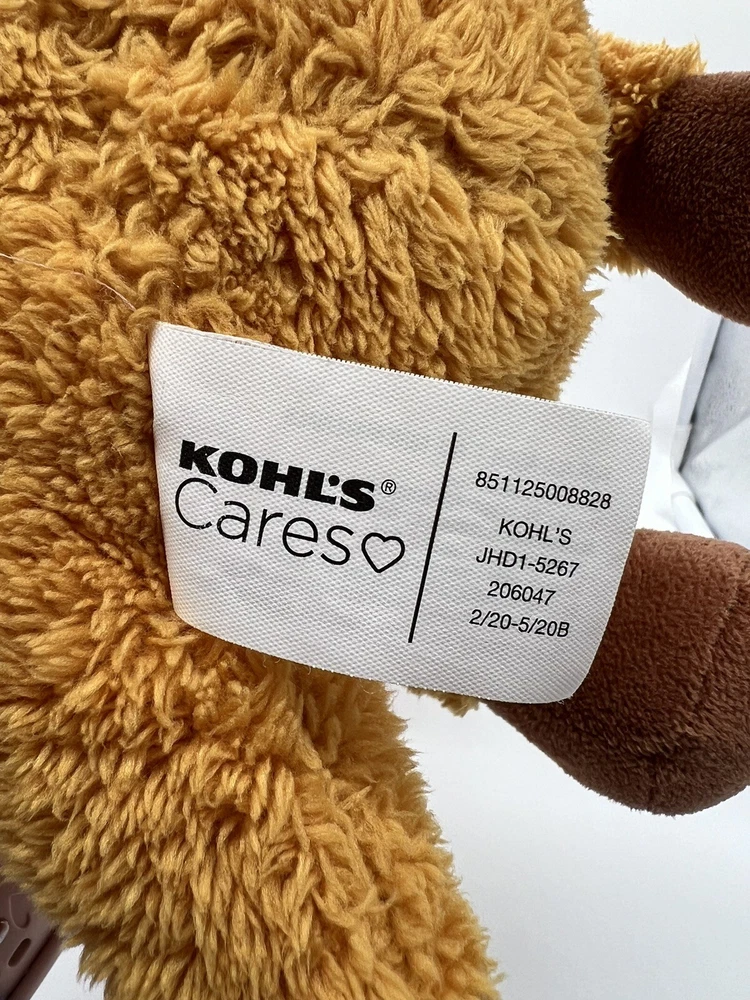 KOHL'S®
Cares
851125008828
KOHL'S
JHD1-5267
206047
2/20-5/20B